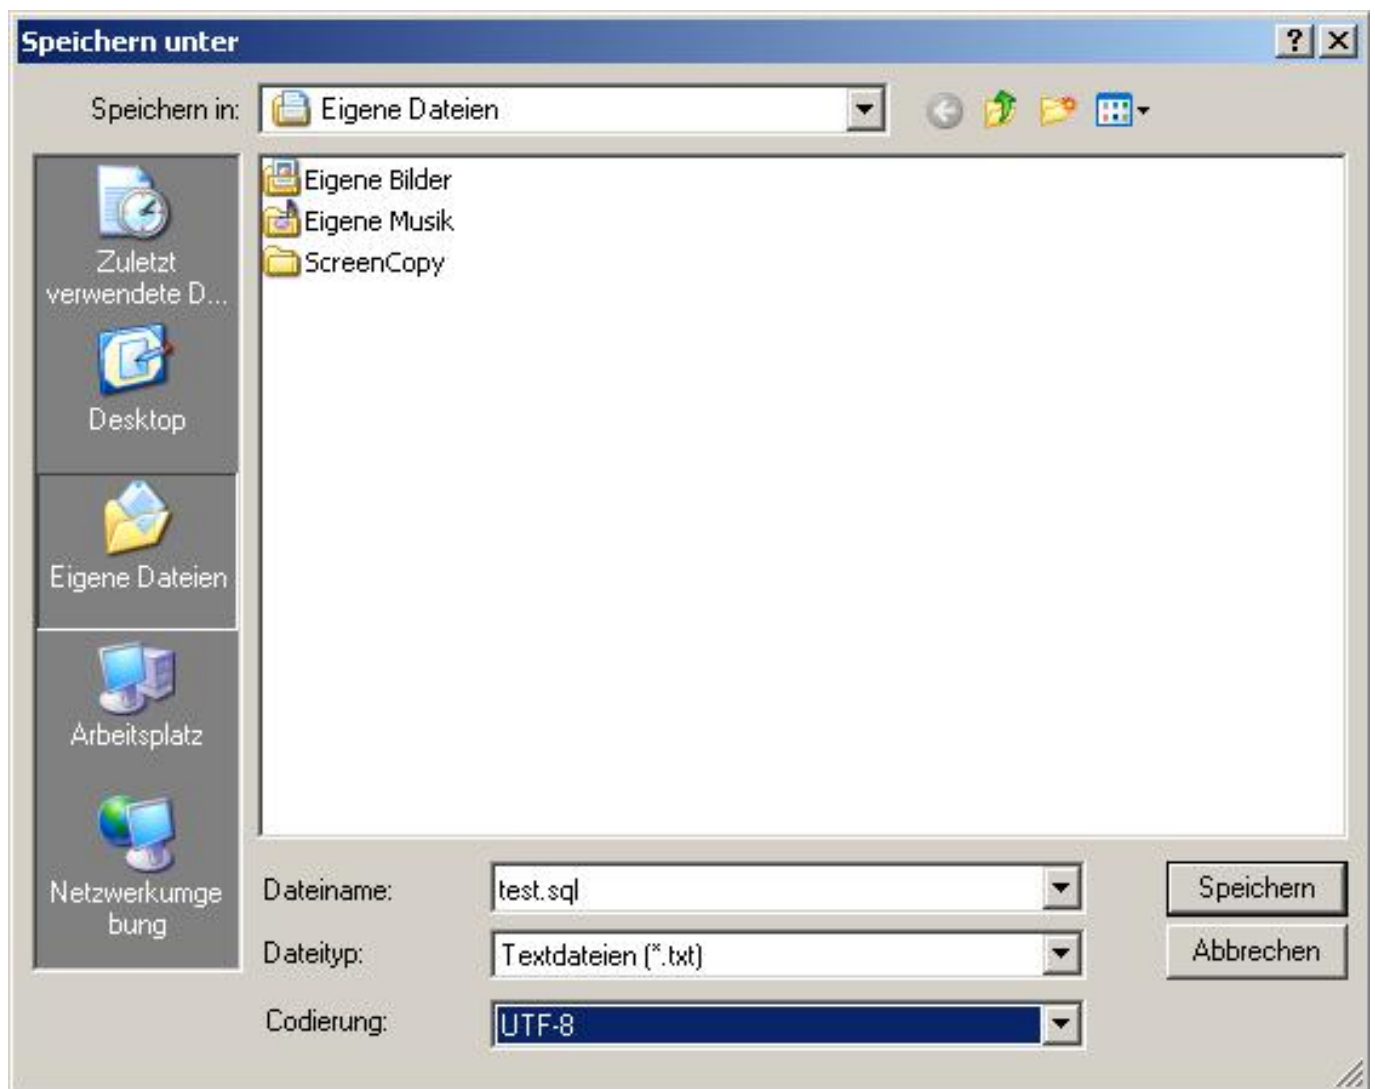 Speichern unter
Speichern in:
Eigene Dateien
Zuletzt
verwendete D...
Desktop
Eigene Dateien
Arbeitsplatz
Netzwerkumge
bung
Eigene Bilder
Eigene Musik
ScreenCopy
Dateiname:
test.sql
Speichern
Dateityp:
Textdateien (*.txt)
Abbrechen
Codierung:
UTF-8